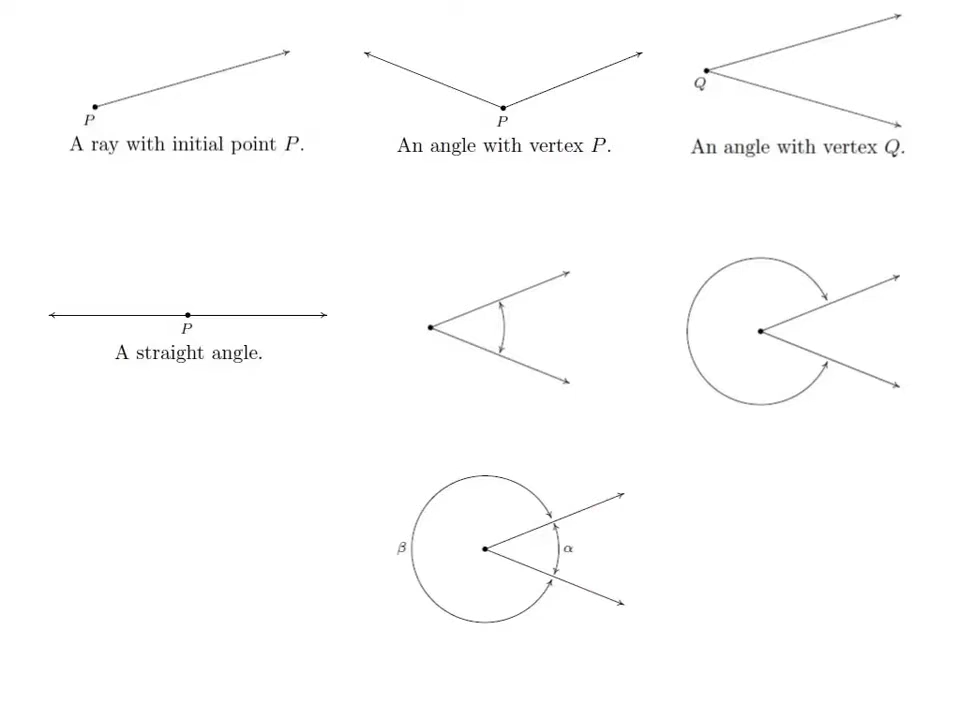 P
A ray with initial point P.
P
An angle with vertex P.
Q
An angle with vertex Q.
P
A straight angle.
β
α